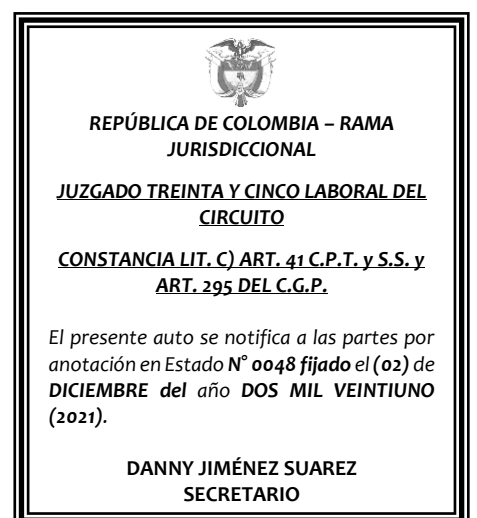 REPÚBLICA DE COLOMBIA – RAMA
JURISDICCIONAL
JUZGADO TREINTA Y CINCO LABORAL DEL
CIRCUITO
CONSTANCIA LIT. C) ART. 41 C.P.T. y S.S. y
ART. 295 DEL C.G.P.
El presente auto se notifica a las partes por
anotación en Estado N° 0048 fijado el (02) de
DICIEMBRE del año DOS MIL VEINTIUNO
(2021).
DANNY JIMÉNEZ SUAREZ
SECRETARIO